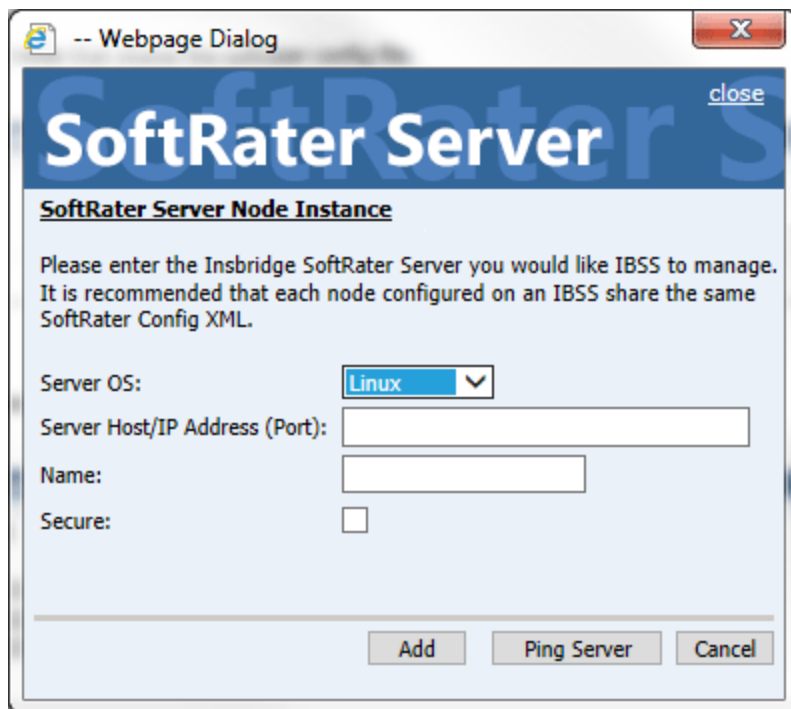 -- Webpage Dialog
close
SoftRater Server
SoftRater Server Node Instance
Please enter the Insbridge SoftRater Server you would like IBSS to manage.
It is recommended that each node configured on an IBSS share the same
SoftRater Config XML.
Server OS:
Linux
Server Host/IP Address (Port):
Name:
Secure:
Add
Ping Server
Cancel